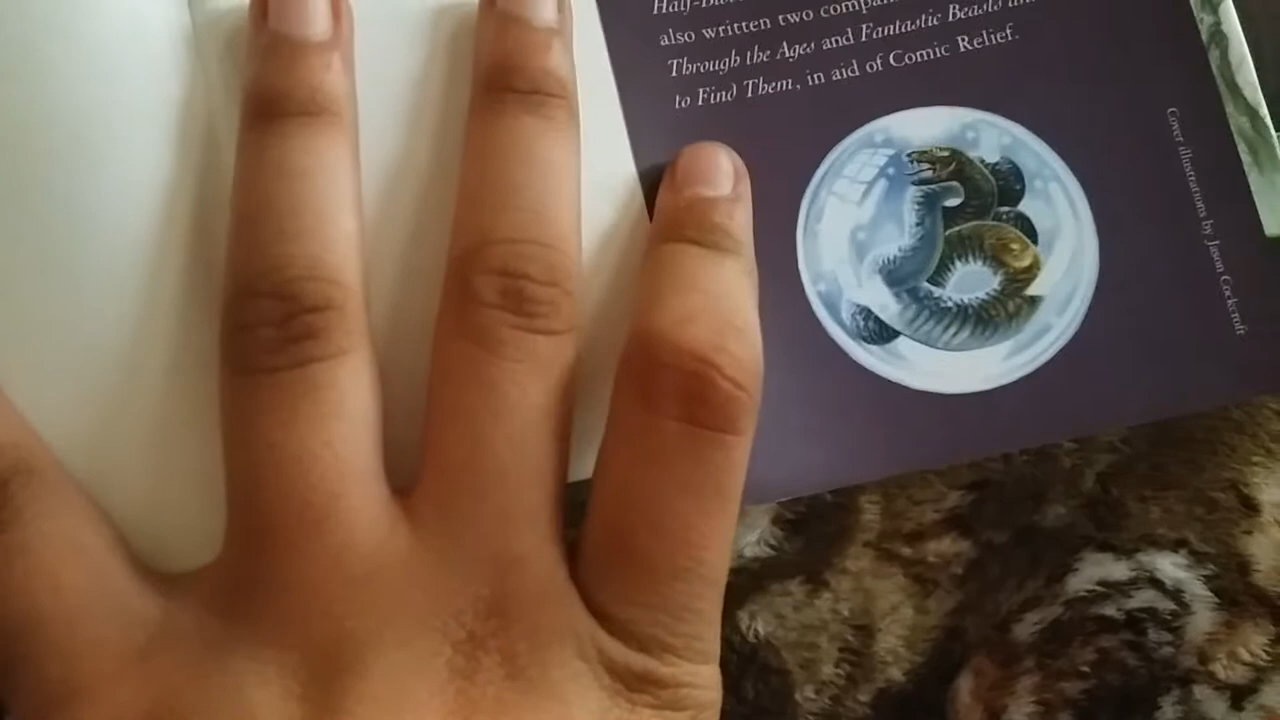 also written two
Through the Ages and Fantastic Beasts
to Find Them, in aid of Comic Relief.
Cover illustrations by Jason Cockcroft